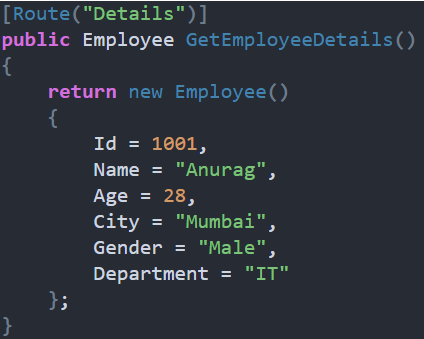 [Route("Details")]
public Employee GetEmployeeDetails()
{
    return new Employee()
    {
        Id = 1001,
        Name = "Anurag",
        Age = 28,
        City = "Mumbai",
        Gender = "Male",
        Department = "IT"
    };
}